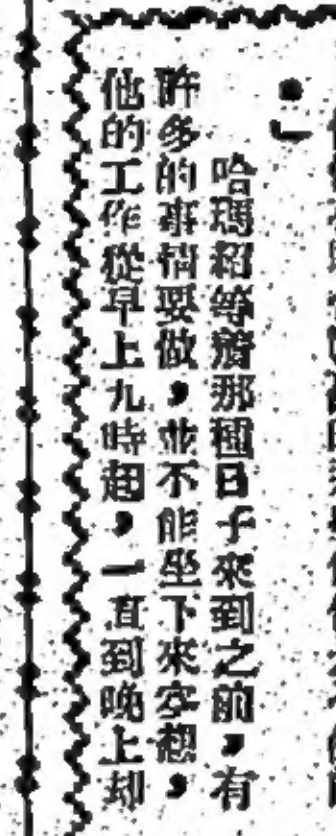 哈瑪紹等着那種日子來到之前，有
許多的事情要做，並不能坐下來空想，
他的工作從早上九時起，一直到晚上却